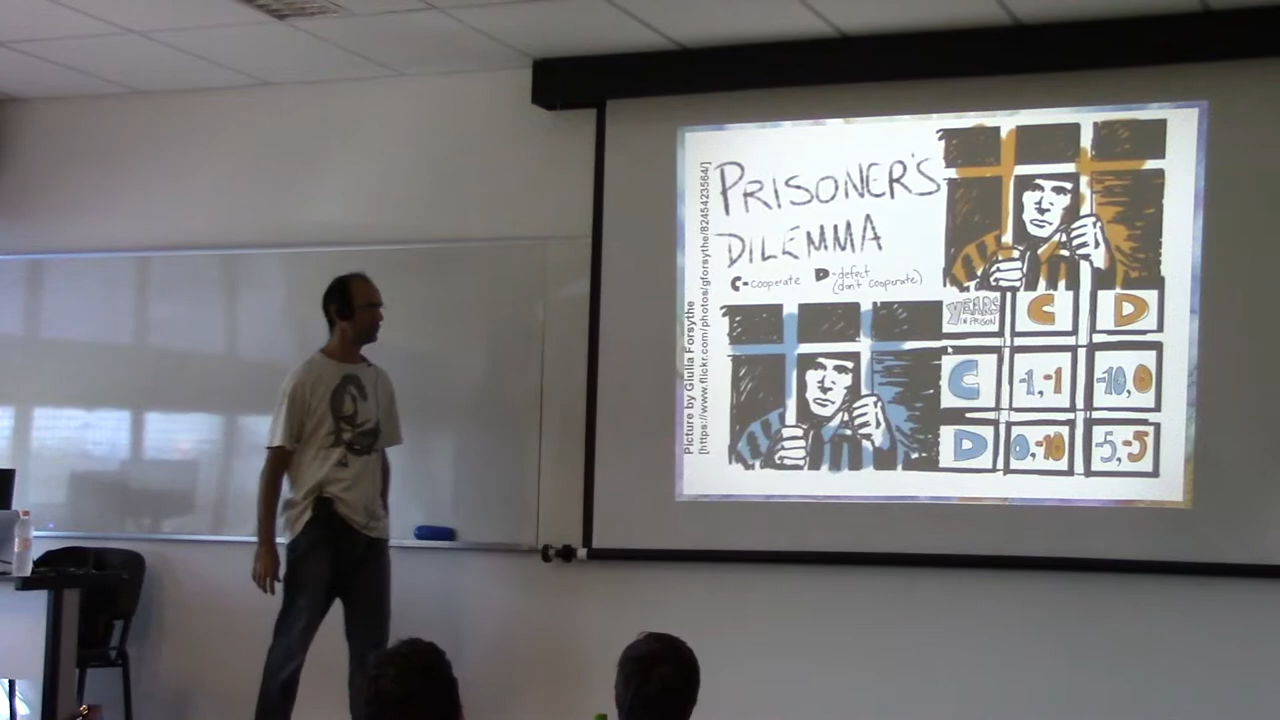 PRISONER'S
DILEMMA
C-cooperate D-defect
(don't cooperate)
Picture by Giulia Forsythe
[https://www.flickr.com/photos/gforsythe/8245423564/]
YEARS C D
IN PRISON
C -1,-1 -10,0
D 0,-10 -5,-5